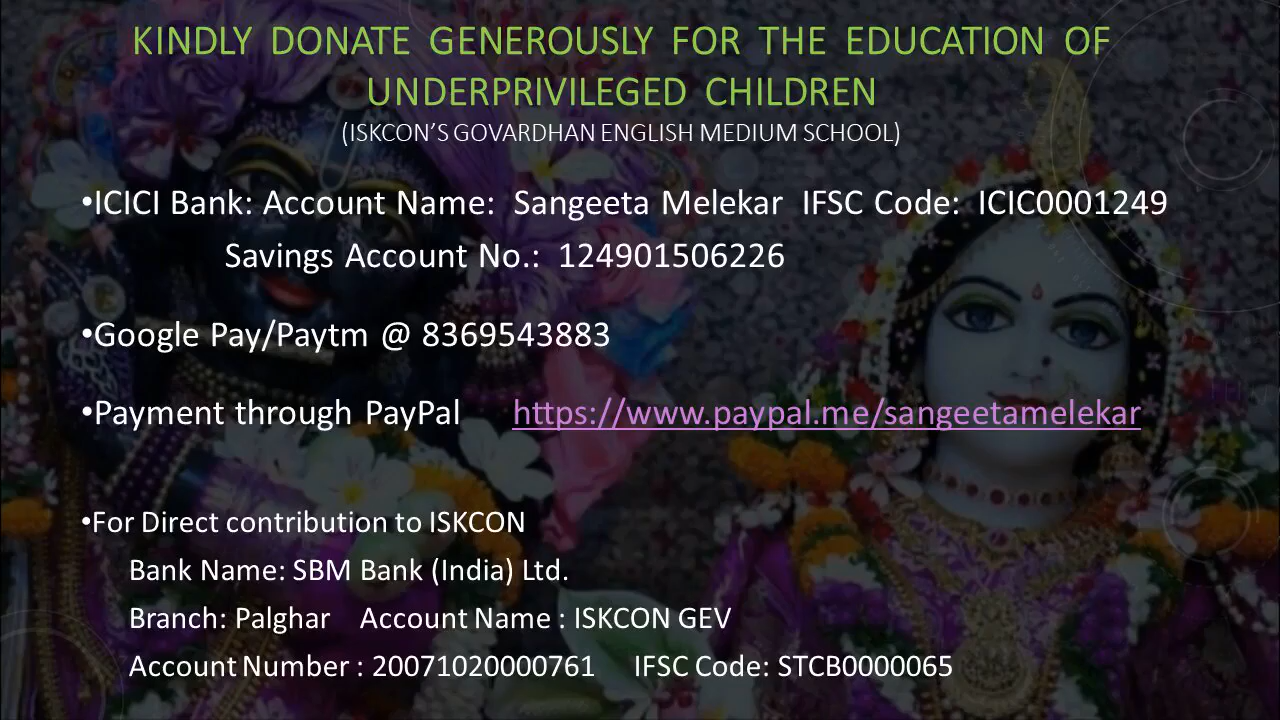 KINDLY DONATE GENEROUSLY FOR THE EDUCATION OF
UNDERPRIVILEGED CHILDREN
(ISKCON’S GOVARDHAN ENGLISH MEDIUM SCHOOL)
•ICICI Bank: Account Name: Sangeeta Melekar IFSC Code: ICIC0001249
Savings Account No.: 124901506226
•Google Pay/Paytm @ 8369543883
•Payment through PayPal https://www.paypal.me/sangeetamelekar
•For Direct contribution to ISKCON
Bank Name: SBM Bank (India) Ltd.
Branch: Palghar Account Name : ISKCON GEV
Account Number : 20071020000761 IFSC Code: STCB0000065